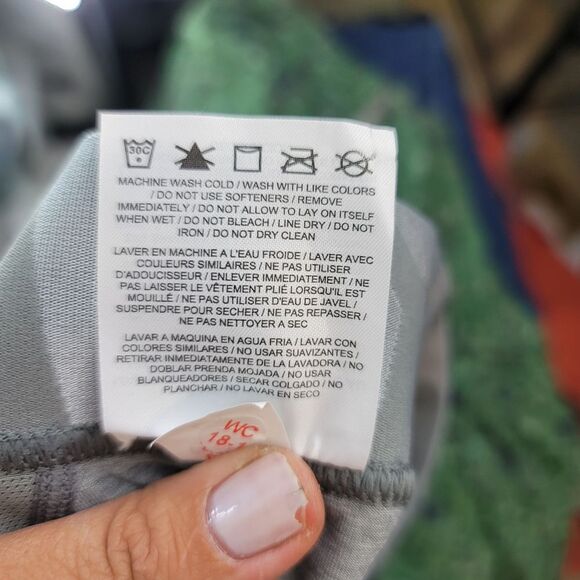 30C
MACHINE WASH COLD / WASH WITH LIKE COLORS
/ DO NOT USE SOFTENERS / REMOVE
IMMEDIATELY / DO NOT ALLOW TO LAY ON ITSELF
WHEN WET / DO NOT BLEACH / LINE DRY / DO NOT
IRON / DO NOT DRY CLEAN
LAVER EN MACHINE A L'EAU FROIDE / LAVER AVEC
COULEURS SIMILAIRES / NE PAS UTILISER
D'ADOUCISSEUR / ENLEVER IMMEDIATEMENT / NE
PAS LAISSER LE VÊTEMENT PLIÉ LORSQU'IL EST
MOUILLÉ / NE PAS UTILISER D'EAU DE JAVEL /
SUSPENDRE POUR SECHER / NE PAS REPASSER /
NE PAS NETTOYER A SEC
LAVAR A MAQUINA EN AGUA FRIA / LAVAR CON
COLORES SIMILARES / NO USAR SUAVIZANTES /
RETIRAR INMEDIATAMENTE DE LA LAVADORA / NO
DOBLAR PRENDA MOJADA / NO USAR
BLANQUEADORES / SECAR COLGADO / NO
PLANCHAR / NO LAVAR EN SECO
WC